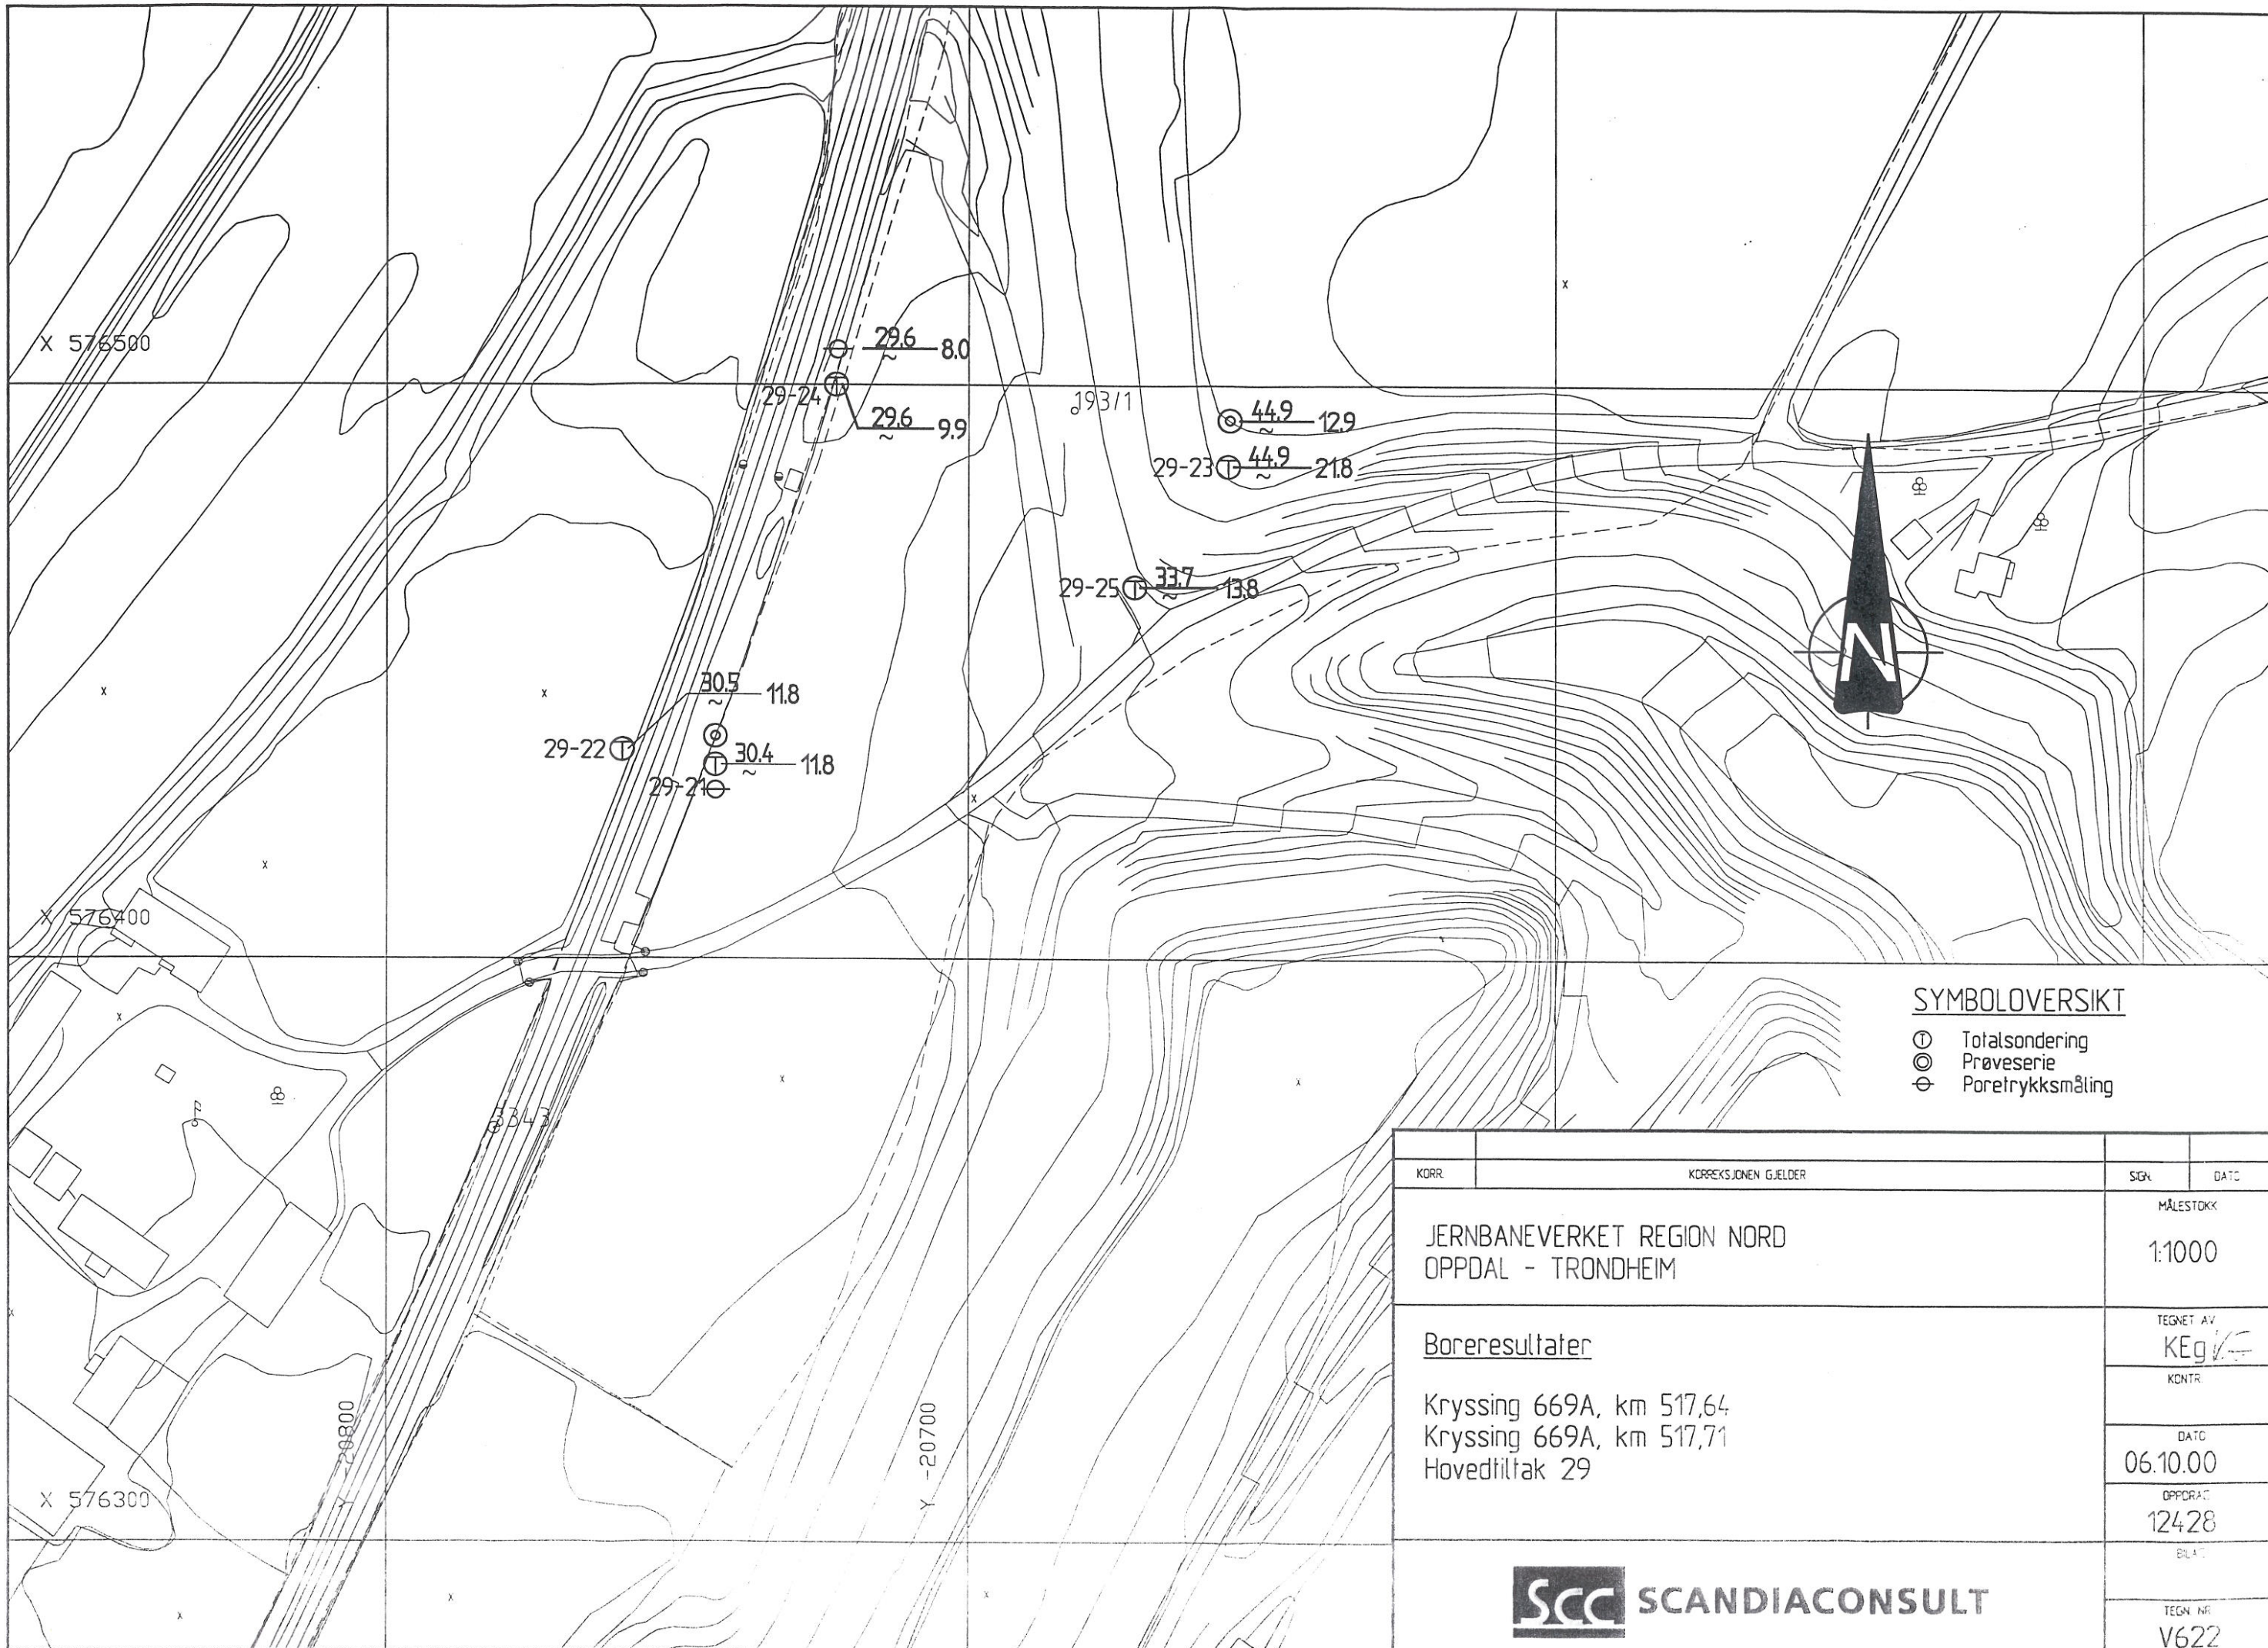 X 576500
29.6 8.0
~
29-24
29.6 9.9
~
193/1
44.9 12.9
~
29-23 44.9 21.8
~
29-25 33.7 13.8
~
30.5 11.8
~
29-22
30.4 11.8
~
29-21
N
X 576400
SYMBOLOVERSIKT
T Totalsondering
Prøveserie
Poretrykksmåling
3343
KORR. KORREKSJONEN GJELDER SIGN. DATO
MÅLESTOKK
1:1000
JERNBANEVERKET REGION NORD
OPPDAL - TRONDHEIM
TEGNET AV
KEg
Boreresultater
KONTR.
Kryssing 669A, km 517,64
Kryssing 669A, km 517,71
Hovedtiltak 29
DATO
06.10.00
OPPDRAG
12428
Y -20800
Y -20700
X 576300
BILAG
SCC SCANDIACONSULT
TEGN. NR.
V622